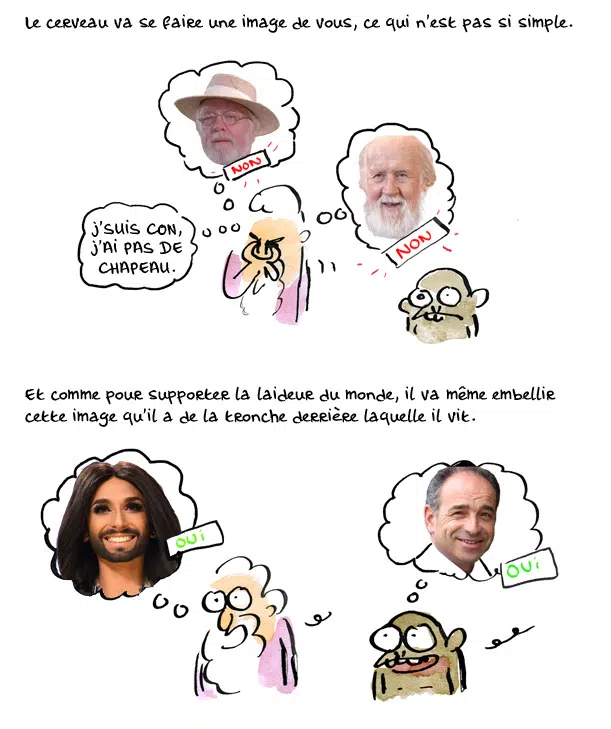 Le cerveau va se faire une image de vous, ce qui n'est pas si simple.
NON
NON
J'SUIS CON,
J'AI PAS DE
CHAPEAU.
Et comme pour supporter la laideur du monde, il va même embellir
cette image qu'il a de la tronche derrière laquelle il vit.
OUI
OUI